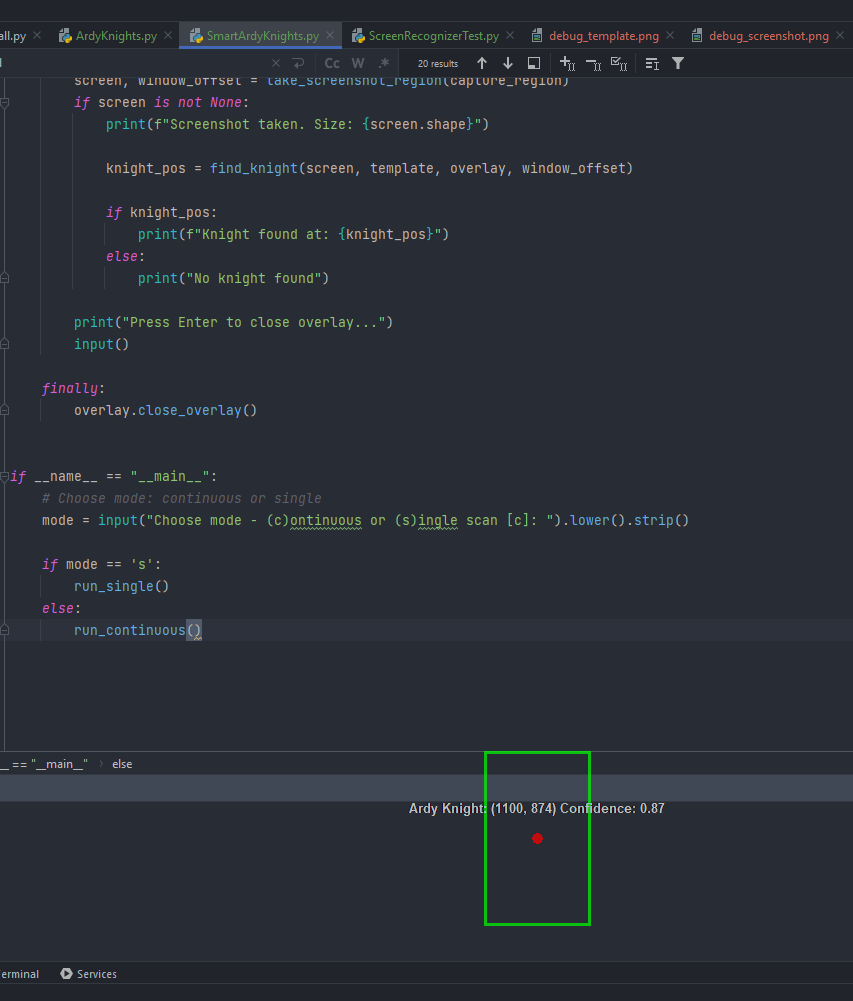 all.py ArdyKnights.py SmartArdyKnights.py ScreenRecognizerTest.py debug_template.png debug_screenshot.png
Cc W .* 20 results
screen, window_offset = take_screenshot_region(capture_region)
if screen is not None:
print(f"Screenshot taken. Size: {screen.shape}")
knight_pos = find_knight(screen, template, overlay, window_offset)
if knight_pos:
print(f"Knight found at: {knight_pos}")
else:
print("No knight found")
print("Press Enter to close overlay...")
input()
finally:
overlay.close_overlay()
if __name__ == "__main__":
# Choose mode: continuous or single
mode = input("Choose mode - (c)ontinuous or (s)ingle scan [c]: ").lower().strip()
if mode == 's':
run_single()
else:
run_continuous()
__ == "__main__" › else
Ardy Knight: (1100, 874) Confidence: 0.87
erminal Services